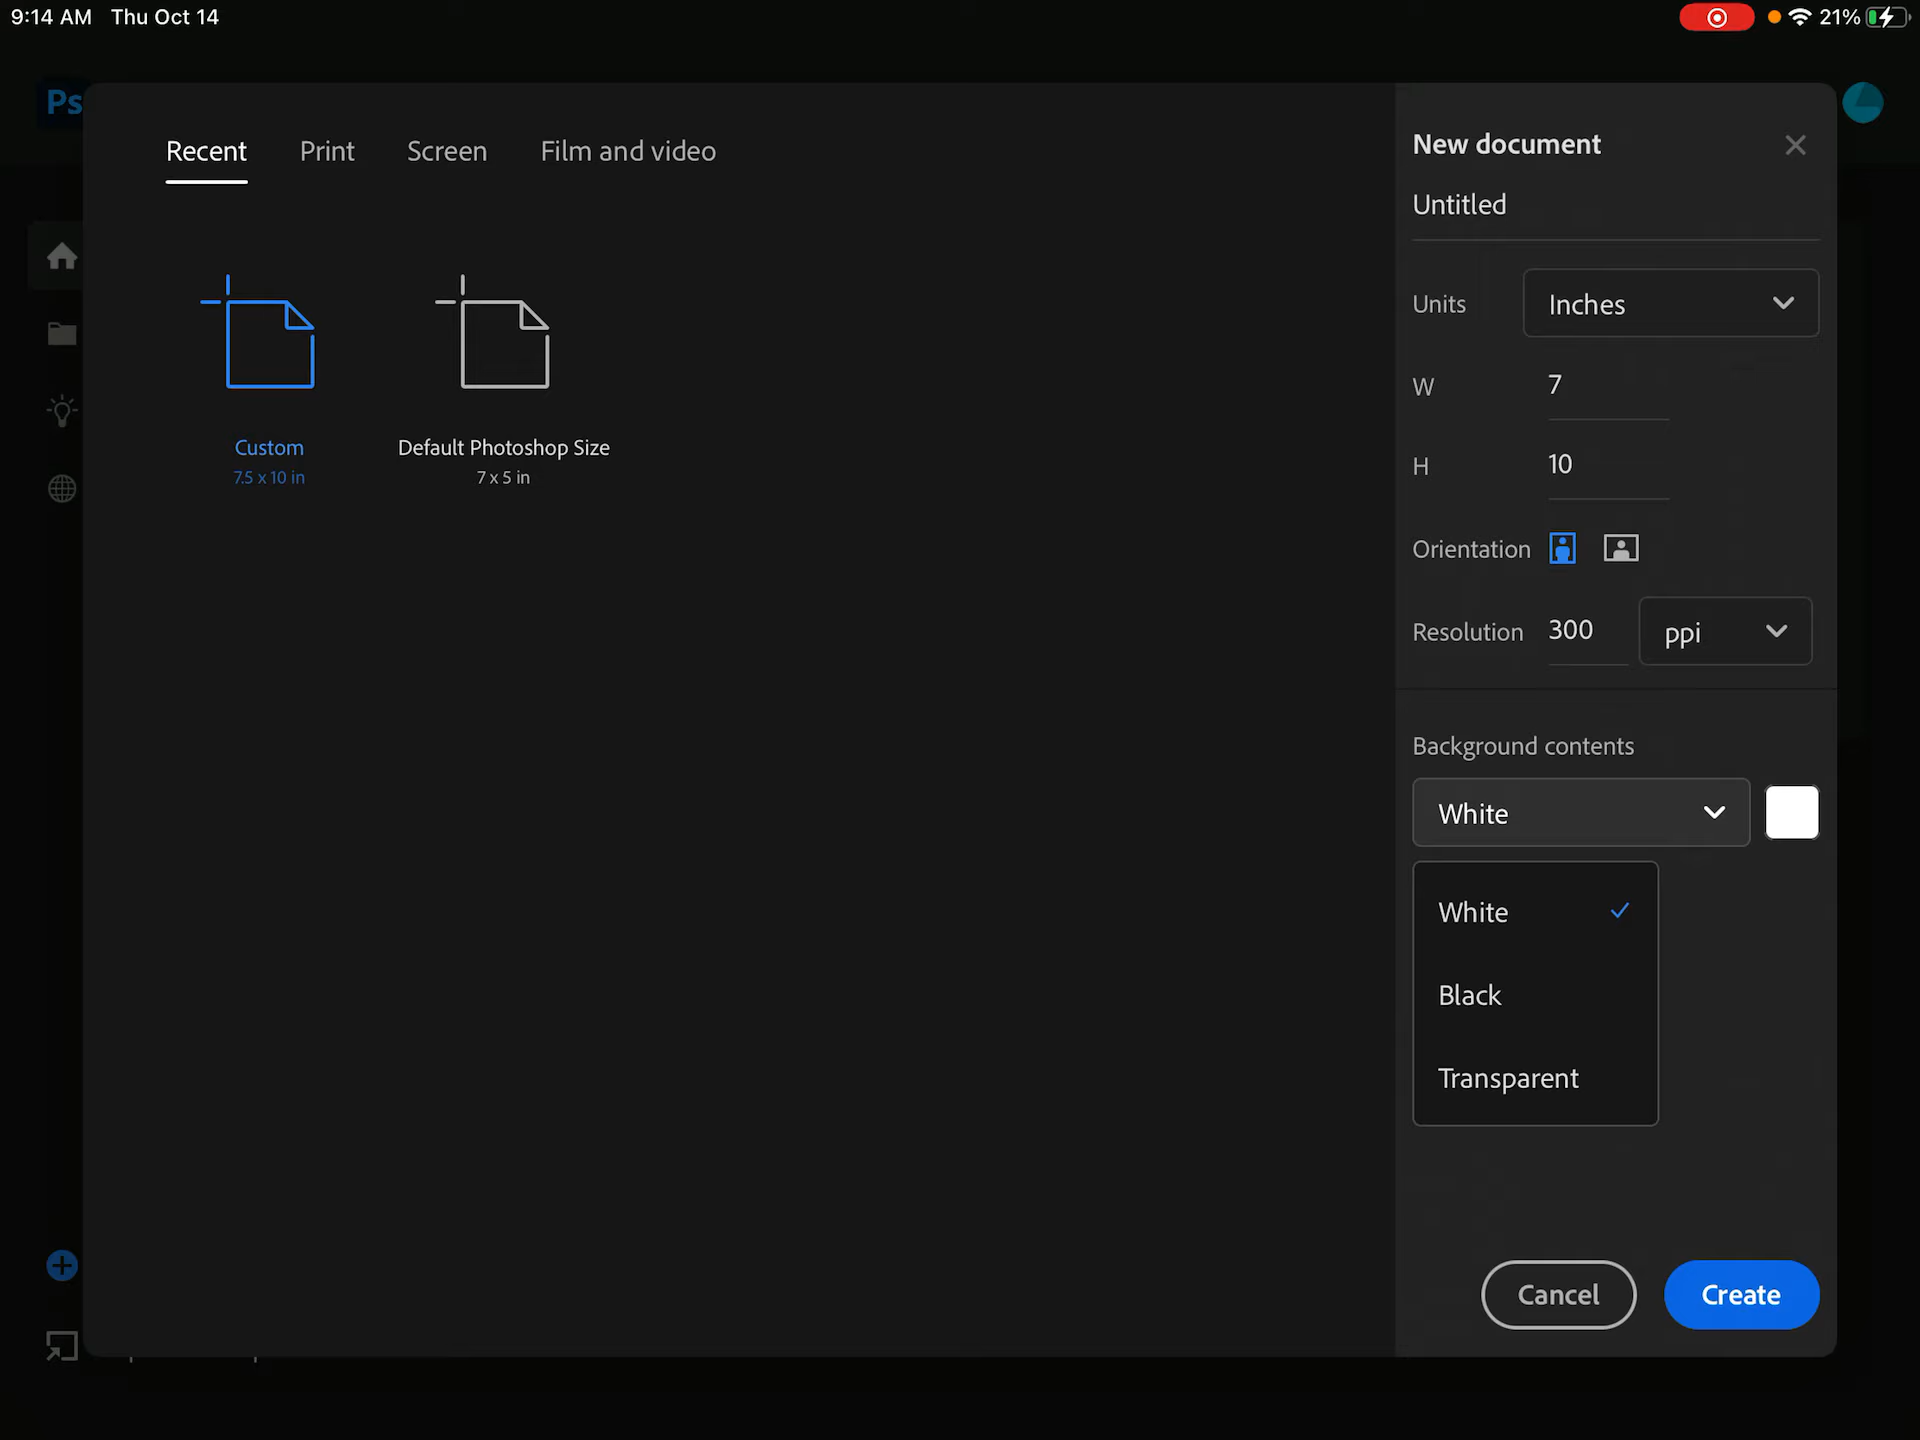 9:14 AM Thu Oct 14
21%
Ps
Recent
Print
Screen
Film and video
Custom
7.5 x 10 in
Default Photoshop Size
7 x 5 in
New document
Untitled
Units
Inches
W
7
H
10
Orientation
Resolution
300
ppi
Background contents
White
White
Black
Transparent
Cancel
Create